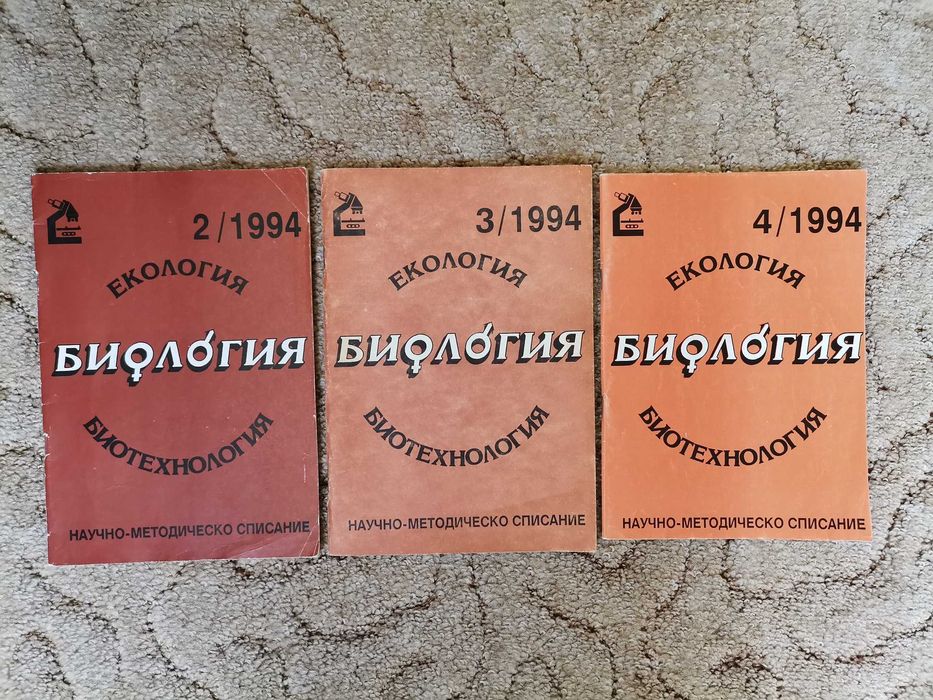 2/1994
ЕКОЛОГИЯ
БИОЛОГИЯ
БИОТЕХНОЛОГИЯ
НАУЧНО-МЕТОДИЧЕСКО СПИСАНИЕ
3/1994
ЕКОЛОГИЯ
БИОЛОГИЯ
БИОТЕХНОЛОГИЯ
НАУЧНО-МЕТОДИЧЕСКО СПИСАНИЕ
4/1994
ЕКОЛОГИЯ
БИОЛОГИЯ
БИОТЕХНОЛОГИЯ
НАУЧНО-МЕТОДИЧЕСКО СПИСАНИЕ